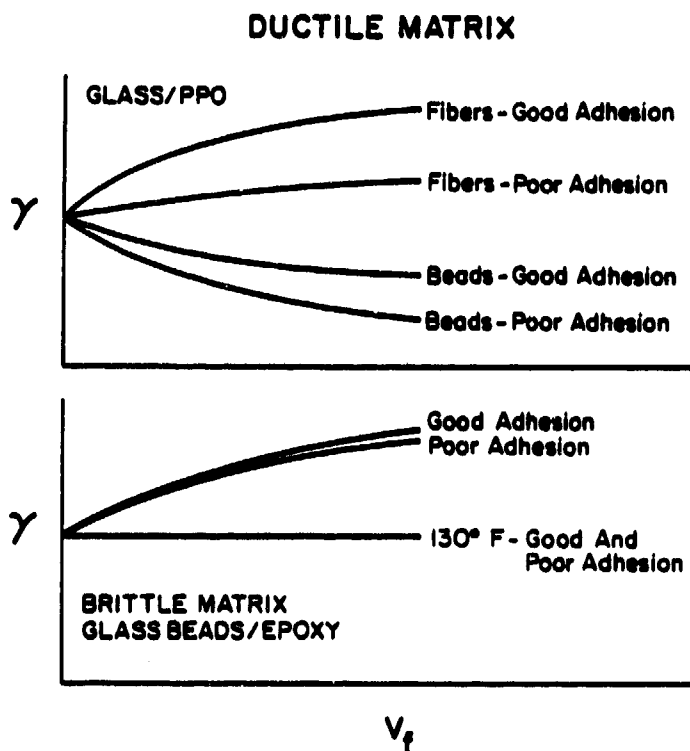 DUCTILE MATRIX
GLASS/PPO
Fibers-Good Adhesion
γ
Fibers-Poor Adhesion
Beads-Good Adhesion
Beads-Poor Adhesion
Good Adhesion
Poor Adhesion
γ
130° F-Good And
Poor Adhesion
BRITTLE MATRIX
GLASS BEADS/EPOXY
Vf